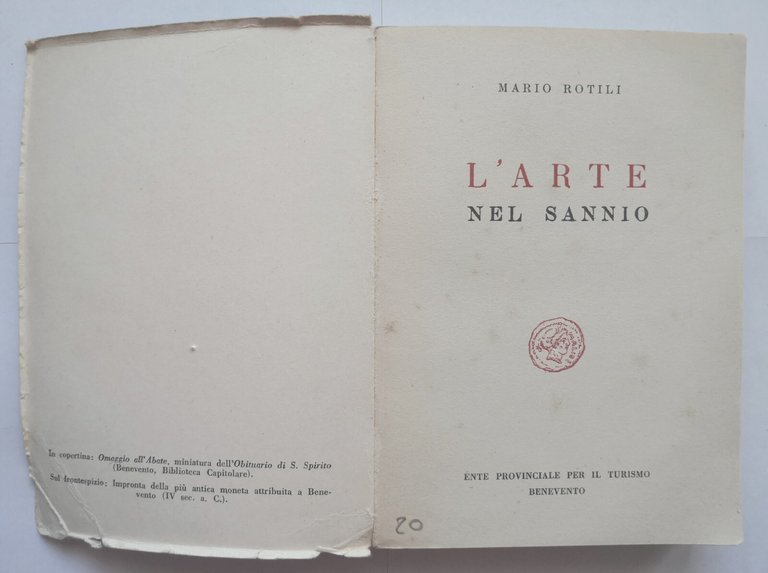 In copertina: Omaggio all'Abate, miniatura dell'Obituario di S. Spirito
(Benevento, Biblioteca Capitolare).
Sul frontespizio: Impronta della più antica moneta attribuita a Bene-
vento (IV sec. a. C.).
MARIO ROTILI
L'ARTE
NEL SANNIO
ENTE PROVINCIALE PER IL TURISMO
BENEVENTO
20